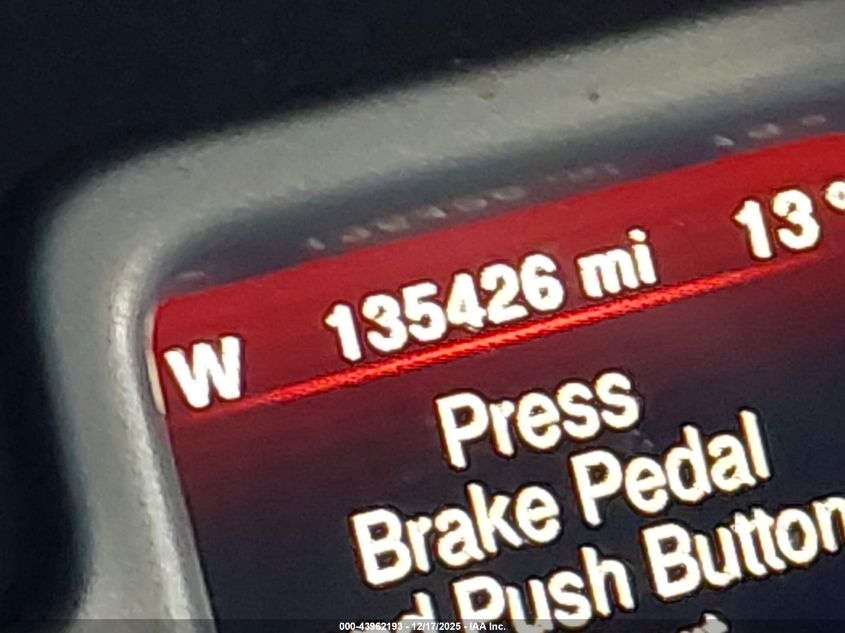 W 135426 mi 13°
Press
Brake Pedal
Push Button
000-43962193 - 12/17/2025 - IAA Inc.